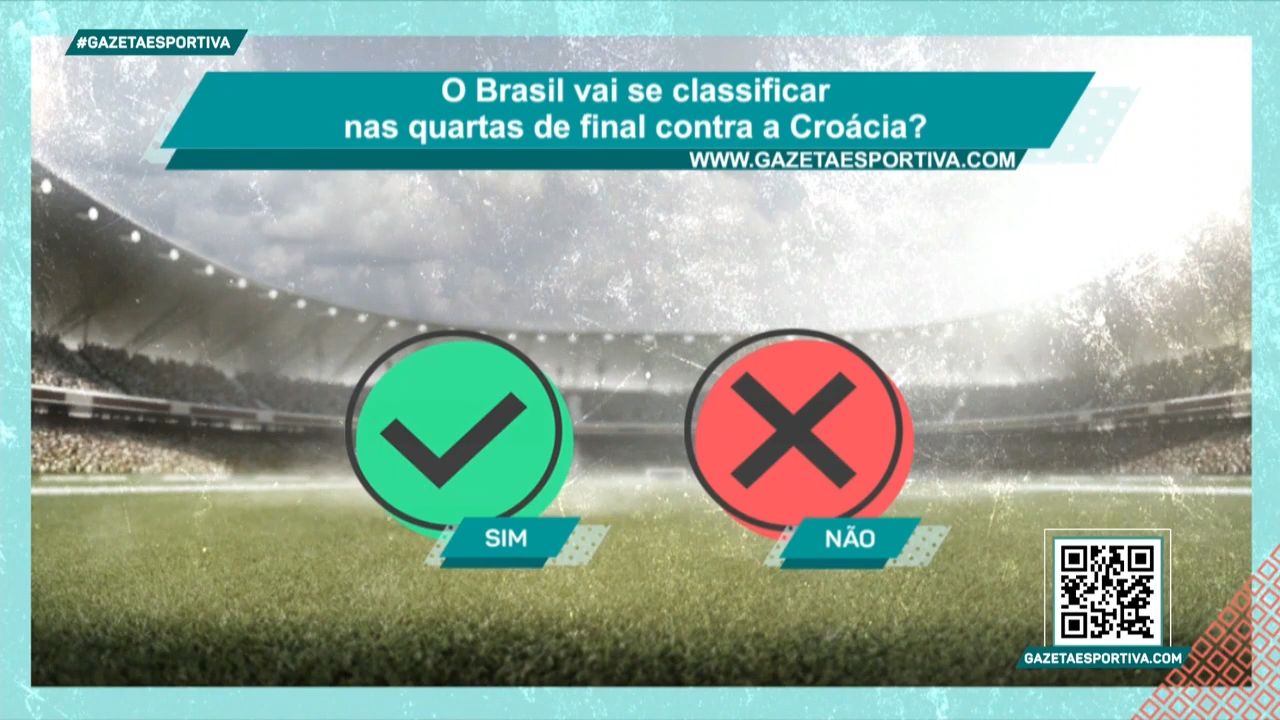 #GAZETAESPORTIVA
O Brasil vai se classificar
nas quartas de final contra a Croácia?
WWW.GAZETAESPORTIVA.COM
SIM
NÃO
GAZETAESPORTIVA.COM